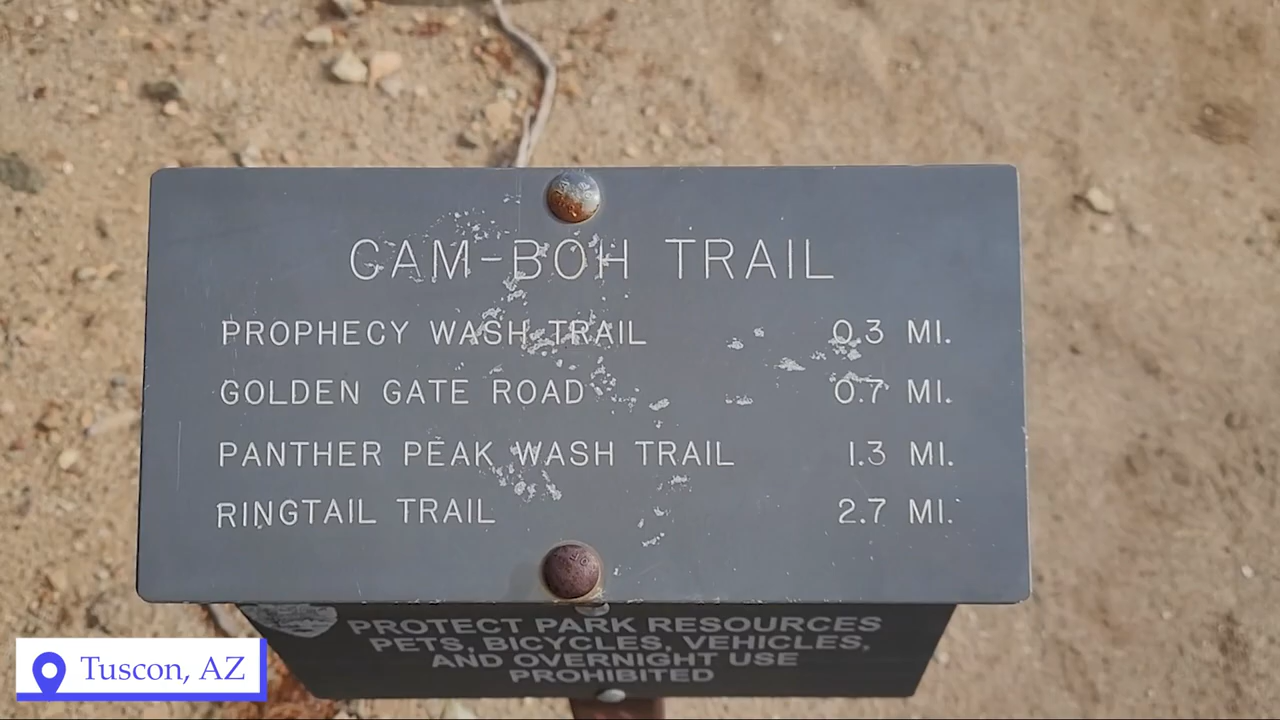 CAM-BOH TRAIL
PROPHECY WASH TRAIL 0.3 MI.
GOLDEN GATE ROAD 0.7 MI.
PANTHER PEAK WASH TRAIL 1.3 MI.
RINGTAIL TRAIL 2.7 MI.
PROTECT PARK RESOURCES
PETS, BICYCLES, VEHICLES,
AND OVERNIGHT USE
PROHIBITED
Tuscon, AZ